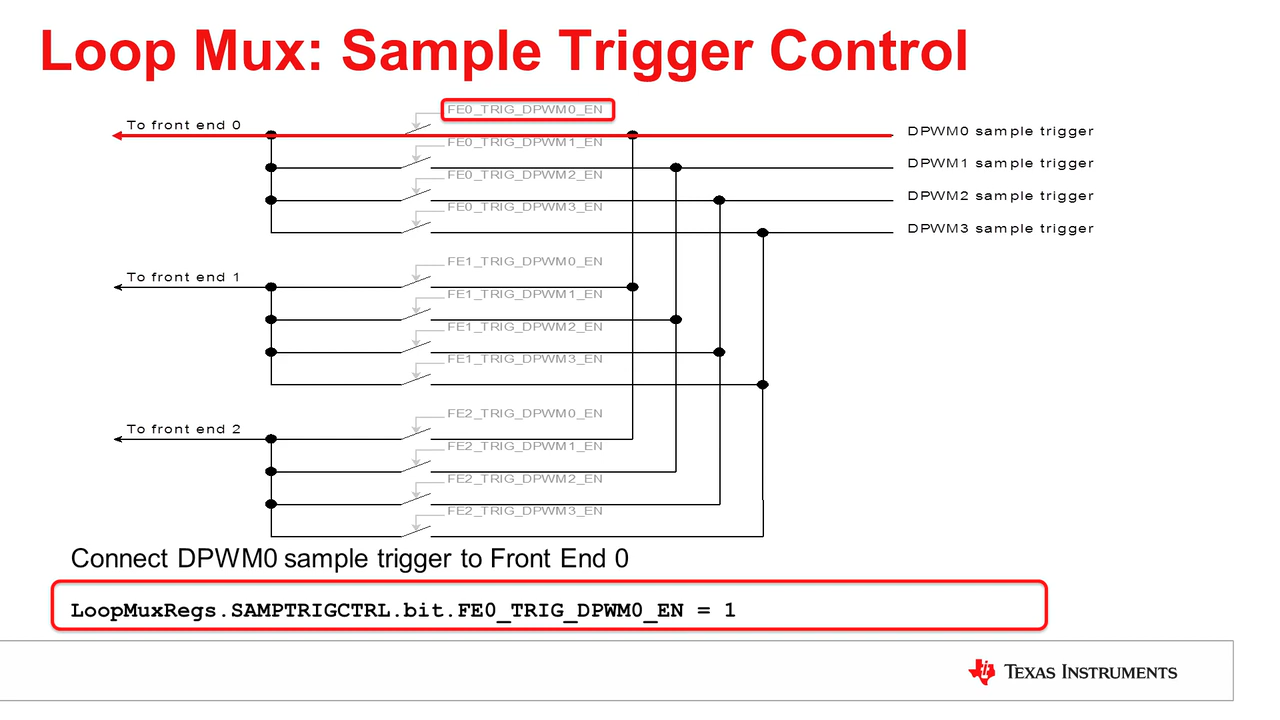 Loop Mux: Sample Trigger Control
FE0_TRIG_DPWM0_EN
To front end 0
DPWM0 sample trigger
FE0_TRIG_DPWM1_EN
DPWM1 sample trigger
FE0_TRIG_DPWM2_EN
DPWM2 sample trigger
FE0_TRIG_DPWM3_EN
DPWM3 sample trigger
FE1_TRIG_DPWM0_EN
To front end 1
FE1_TRIG_DPWM1_EN
FE1_TRIG_DPWM2_EN
FE1_TRIG_DPWM3_EN
FE2_TRIG_DPWM0_EN
To front end 2
FE2_TRIG_DPWM1_EN
FE2_TRIG_DPWM2_EN
FE2_TRIG_DPWM3_EN
Connect DPWM0 sample trigger to Front End 0
LoopMuxRegs.SAMPTRIGCTRL.bit.FE0_TRIG_DPWM0_EN = 1
TEXAS INSTRUMENTS